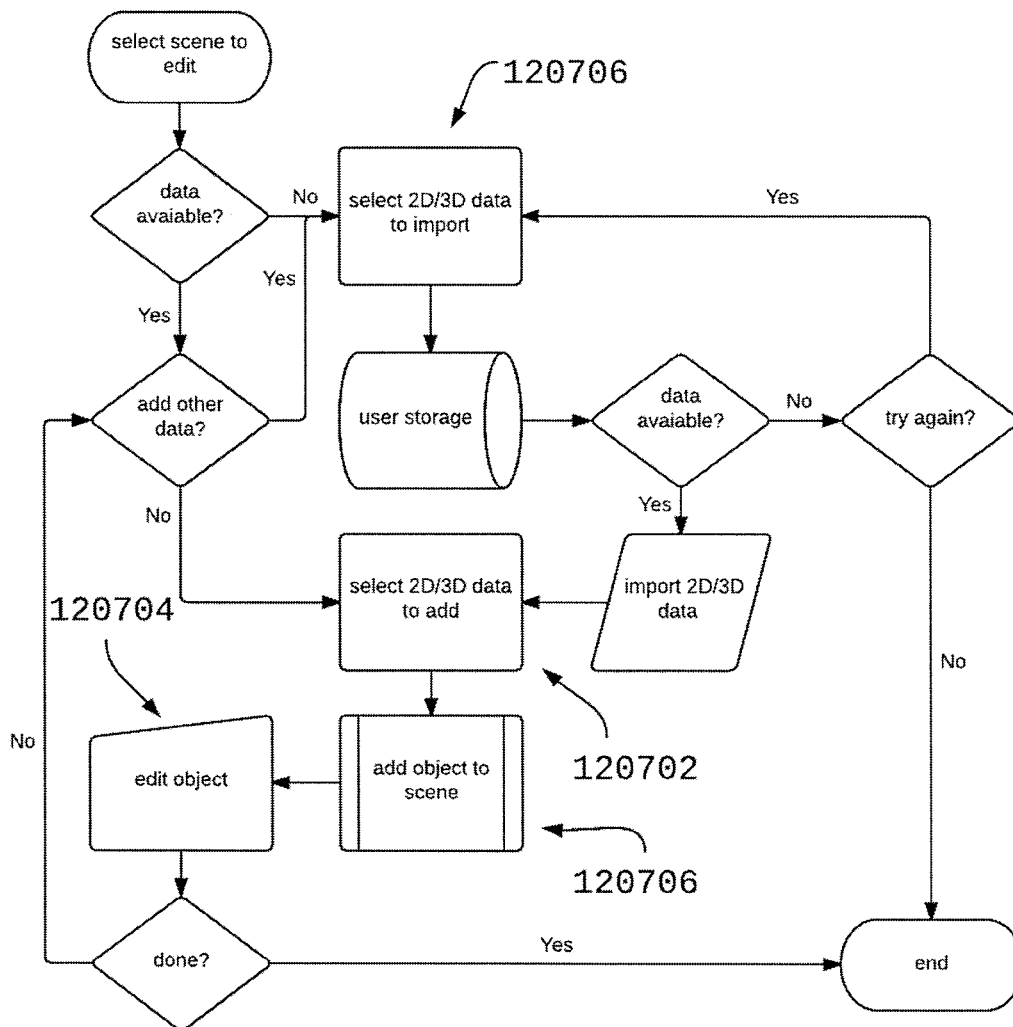 select scene to
edit
120706
data
avaiable?
No
select 2D/3D data
to import
Yes
Yes
Yes
add other
data?
user storage
data
avaiable?
No
try again?
No
Yes
select 2D/3D data
to add
import 2D/3D
data
120704
No
No
edit object
add object to
scene
120702
120706
done?
Yes
end